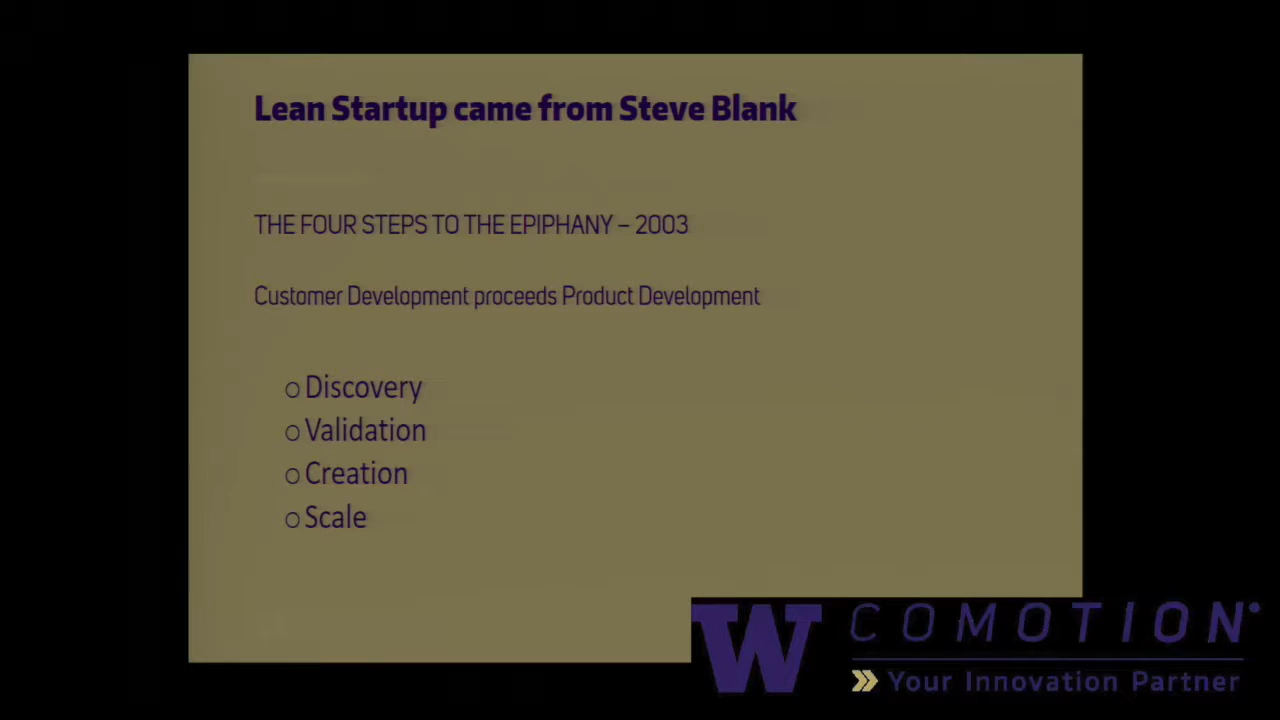 Lean Startup came from Steve Blank
THE FOUR STEPS TO THE EPIPHANY – 2003
Customer Development proceeds Product Development
○ Discovery
○ Validation
○ Creation
○ Scale
W COMOTION
» Your Innovation Partner